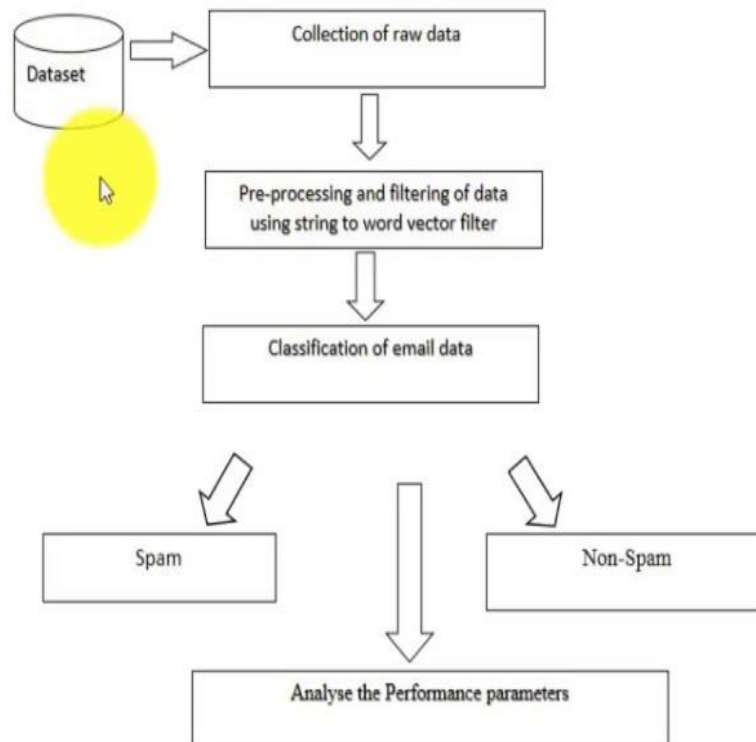 Collection of raw data
Dataset
Pre-processing and filtering of data
using string to word vector filter
Classification of email data
Spam
Non-Spam
Analyse the Performance parameters